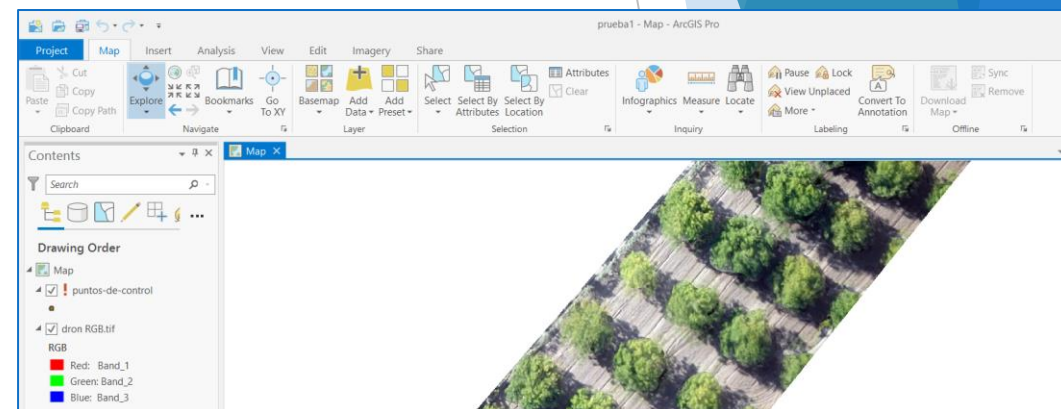 prueba1 - Map - ArcGIS Pro
Project Map Insert Analysis View Edit Imagery Share
Paste
Cut
Copy
Copy Path
Clipboard
Explore
Bookmarks
Go To XY
Navigate
Basemap
Add Data
Add Preset
Layer
Select
Select By Attributes
Select By Location
Attributes
Clear
Selection
Infographics
Measure
Locate
Inquiry
Pause
Lock
View Unplaced
More
Convert To Annotation
Labeling
Download Map
Sync
Remove
Offline
Contents
Map
Search
Drawing Order
Map
puntos-de-control
dron RGB.tif
RGB
Red: Band_1
Green: Band_2
Blue: Band_3